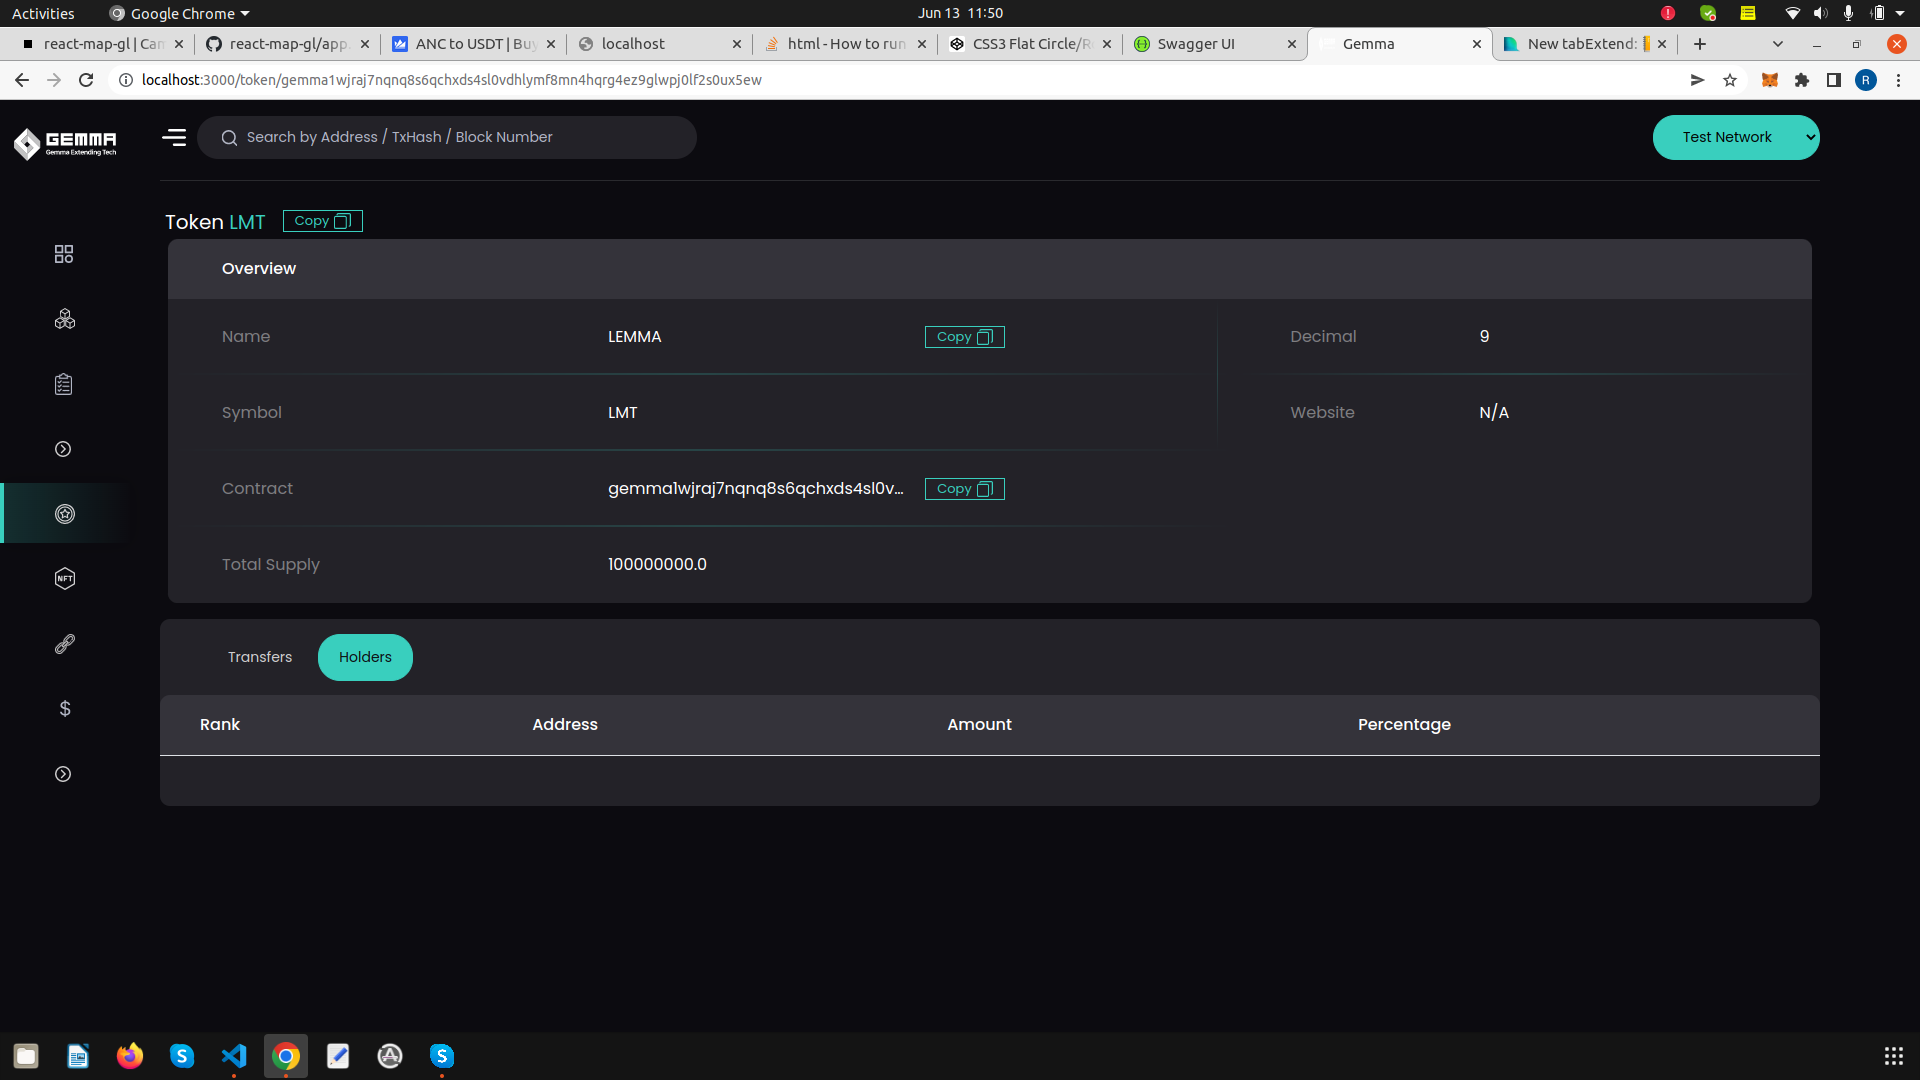 Activities
Google Chrome
Jun 13 11:50
react-map-gl | Can
react-map-gl/app.
ANC to USDT | Buy
localhost
html - How to run
CSS3 Flat Circle/R
Swagger UI
Gemma
New tabExtend:
localhost:3000/token/gemma1wjraj7nqnq8s6qchxds4sl0vdhlymf8mn4hqrg4ez9glwpj0lf2s0ux5ew
R
GEMMA
Gemma Extending Tech
Search by Address / TxHash / Block Number
Test Network
Token LMT
Copy
Overview
Name
LEMMA
Copy
Decimal
9
Symbol
LMT
Website
N/A
Contract
gemma1wjraj7nqnq8s6qchxds4sl0v...
Copy
Total Supply
100000000.0
NFT
$
Transfers
Holders
Rank
Address
Amount
Percentage